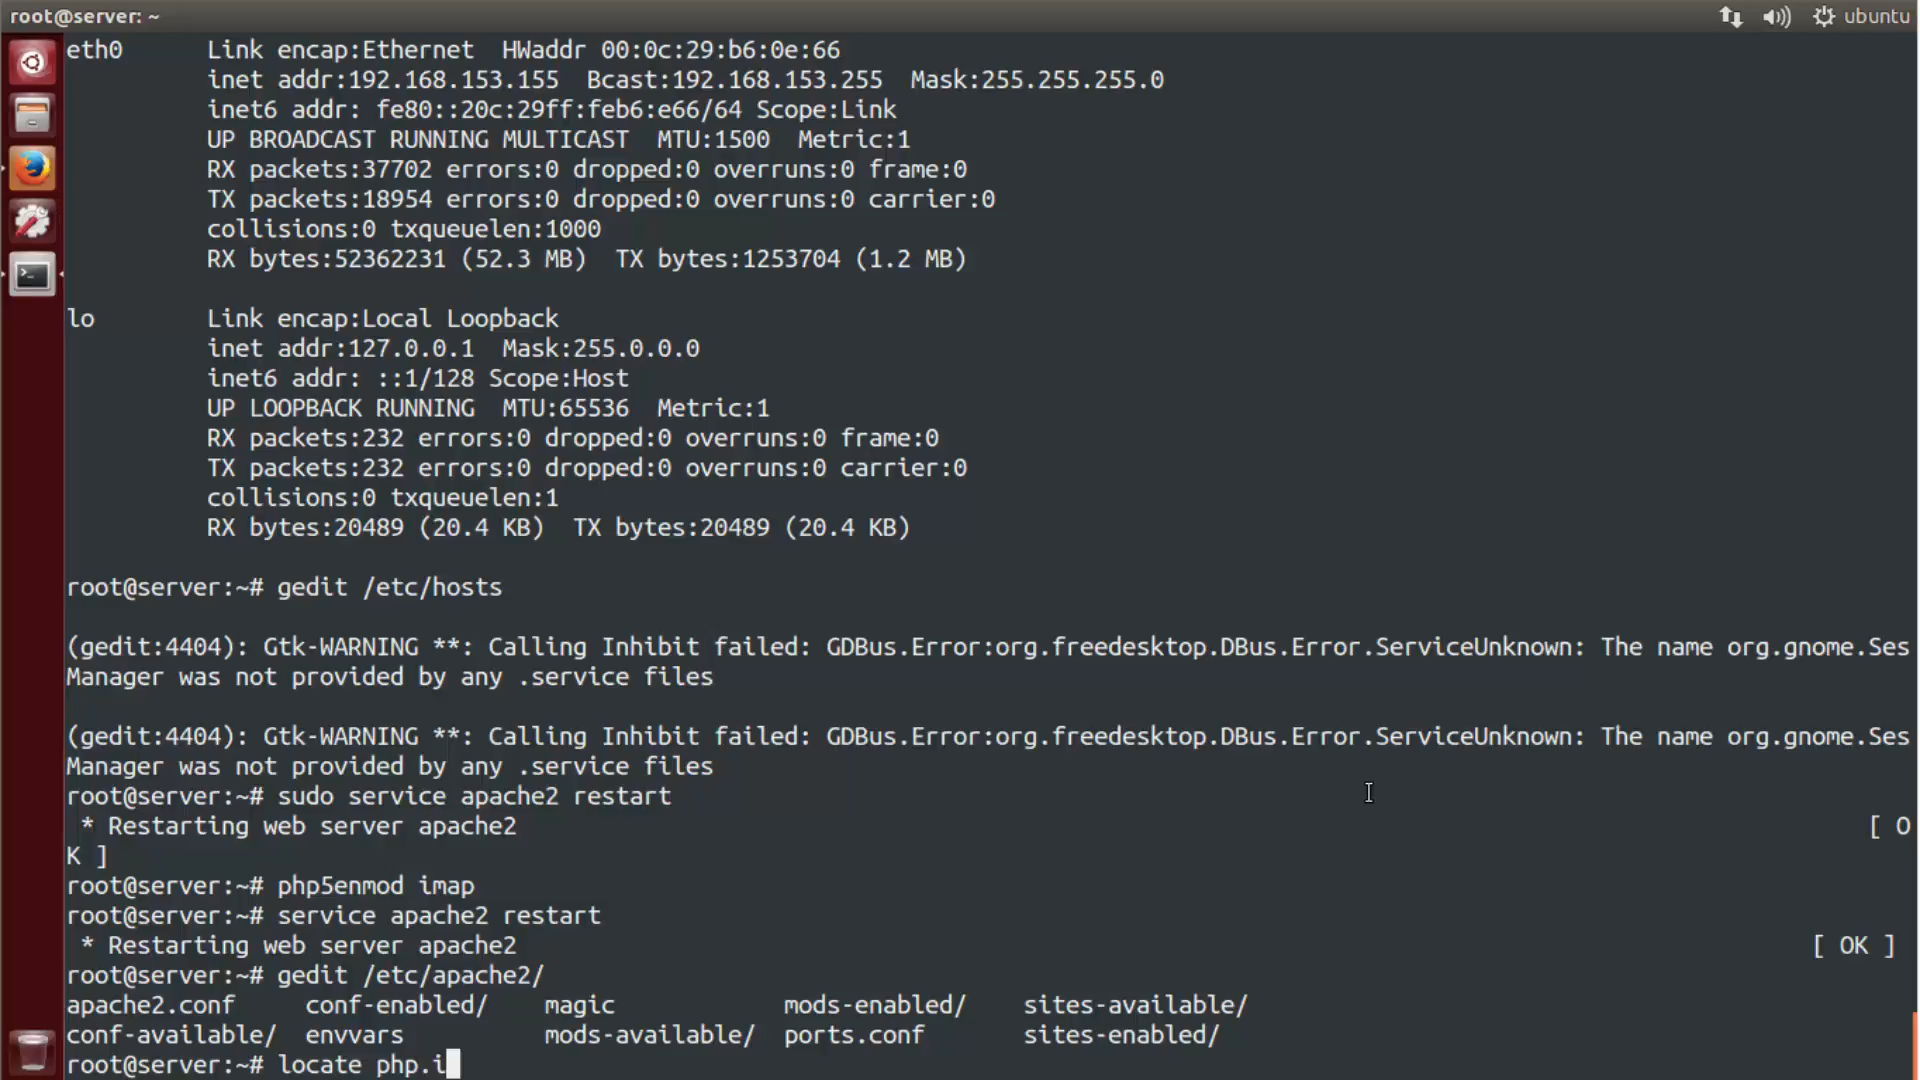 root@server: ~
ubuntu
eth0 Link encap:Ethernet HWaddr 00:0c:29:b6:0e:66
inet addr:192.168.153.155 Bcast:192.168.153.255 Mask:255.255.255.0
inet6 addr: fe80::20c:29ff:feb6:e66/64 Scope:Link
UP BROADCAST RUNNING MULTICAST MTU:1500 Metric:1
RX packets:37702 errors:0 dropped:0 overruns:0 frame:0
TX packets:18954 errors:0 dropped:0 overruns:0 carrier:0
collisions:0 txqueuelen:1000
RX bytes:52362231 (52.3 MB) TX bytes:1253704 (1.2 MB)
lo Link encap:Local Loopback
inet addr:127.0.0.1 Mask:255.0.0.0
inet6 addr: ::1/128 Scope:Host
UP LOOPBACK RUNNING MTU:65536 Metric:1
RX packets:232 errors:0 dropped:0 overruns:0 frame:0
TX packets:232 errors:0 dropped:0 overruns:0 carrier:0
collisions:0 txqueuelen:1
RX bytes:20489 (20.4 KB) TX bytes:20489 (20.4 KB)
root@server:~# gedit /etc/hosts
(gedit:4404): Gtk-WARNING **: Calling Inhibit failed: GDBus.Error:org.freedesktop.DBus.Error.ServiceUnknown: The name org.gnome.Ses
Manager was not provided by any .service files
(gedit:4404): Gtk-WARNING **: Calling Inhibit failed: GDBus.Error:org.freedesktop.DBus.Error.ServiceUnknown: The name org.gnome.Ses
Manager was not provided by any .service files
root@server:~# sudo service apache2 restart
* Restarting web server apache2 [ O
K ]
root@server:~# php5enmod imap
root@server:~# service apache2 restart
* Restarting web server apache2 [ OK ]
root@server:~# gedit /etc/apache2/
apache2.conf conf-enabled/ magic mods-enabled/ sites-available/
conf-available/ envvars mods-available/ ports.conf sites-enabled/
root@server:~# locate php.i